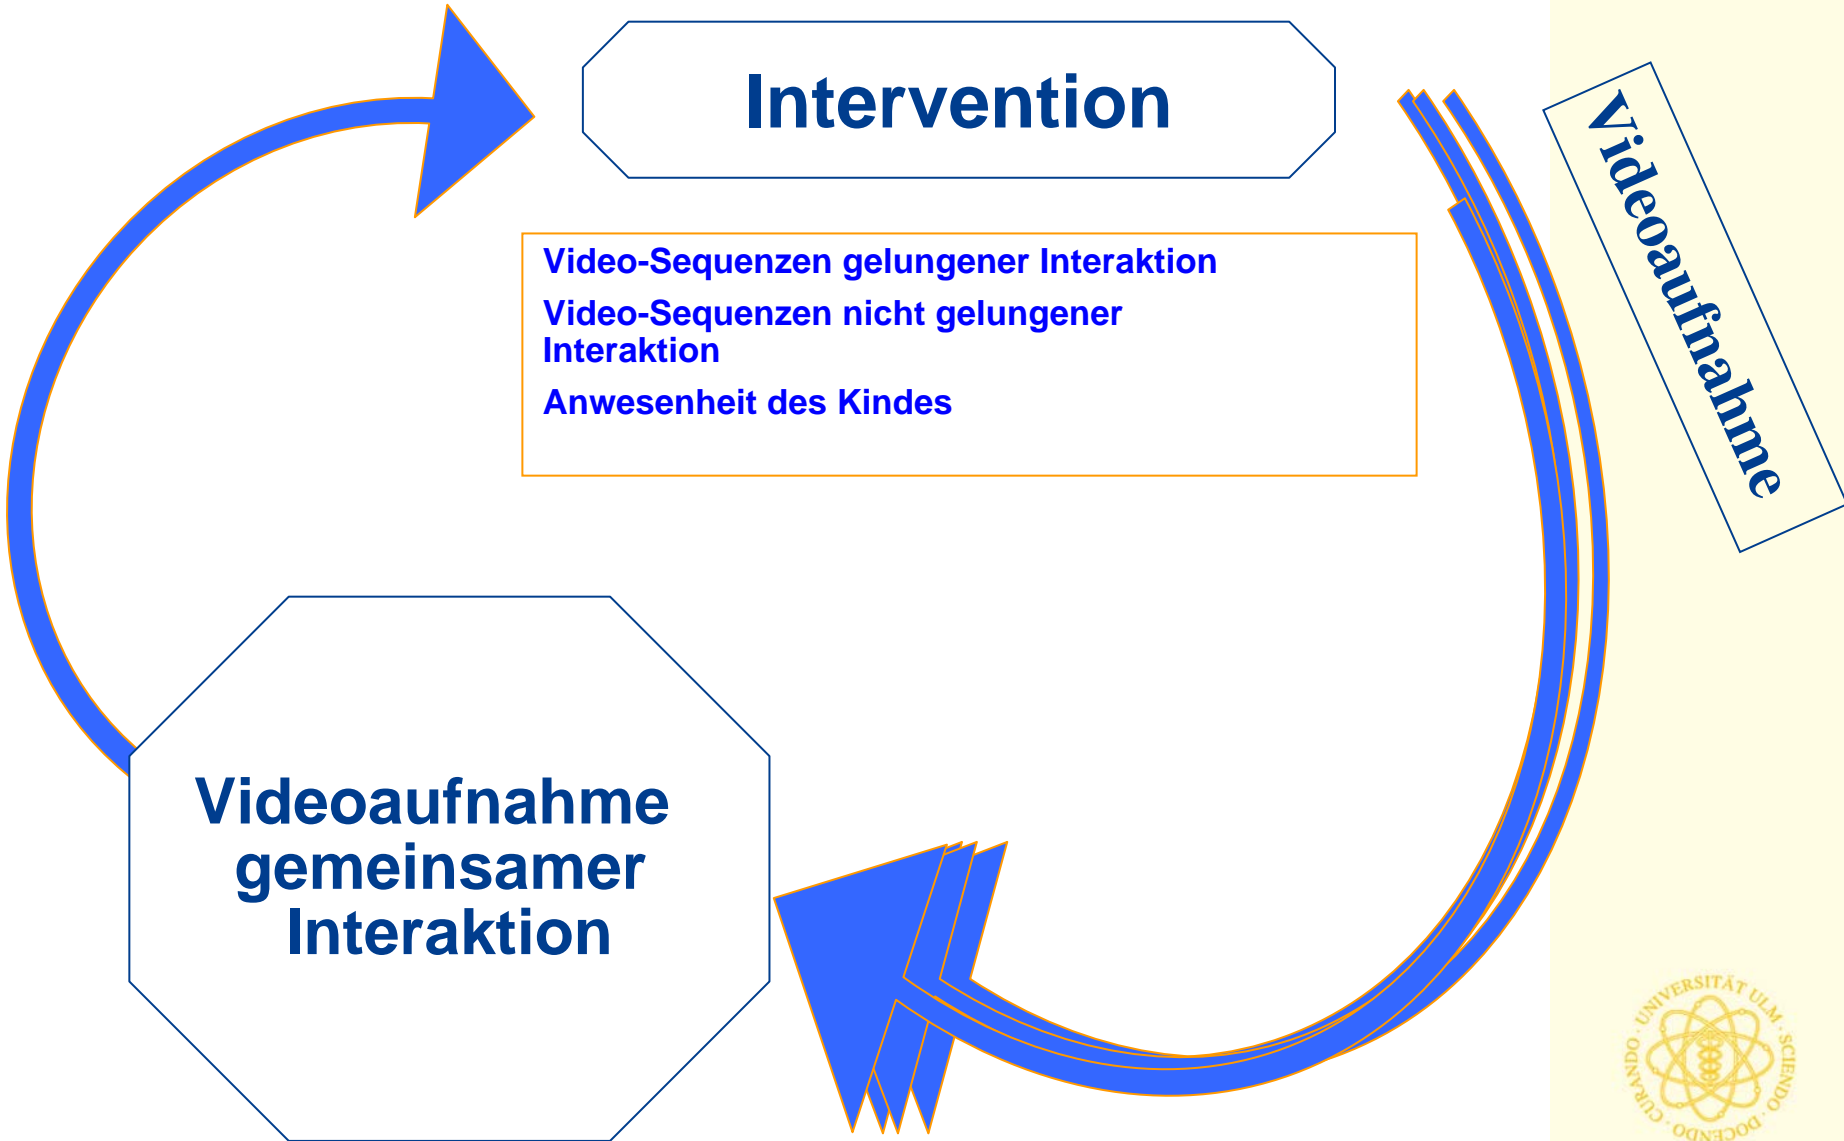 Intervention
Videoaufnahme
Video-Sequenzen gelungener Interaktion
Video-Sequenzen nicht gelungener
Interaktion
Anwesenheit des Kindes
Videoaufnahme
gemeinsamer
Interaktion
UNIVERSITÄT ULM · SCIENDO · DOCENDO · CURANDO ·